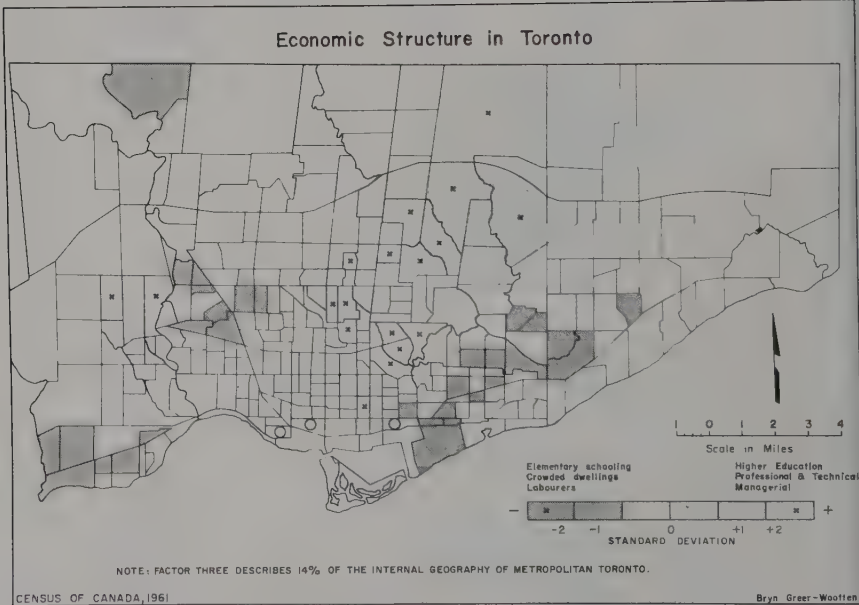 Economic Structure in Toronto
1 0 1 2 3 4
Scale in Miles
Elementary schooling
Crowded dwellings
Labourers
Higher Education
Professional & Technical
Managerial
- +
-2 -1 0 +1 +2
STANDARD DEVIATION
NOTE: FACTOR THREE DESCRIBES 14% OF THE INTERNAL GEOGRAPHY OF METROPOLITAN TORONTO.
CENSUS OF CANADA, 1961
Bryn Greer-Wootten